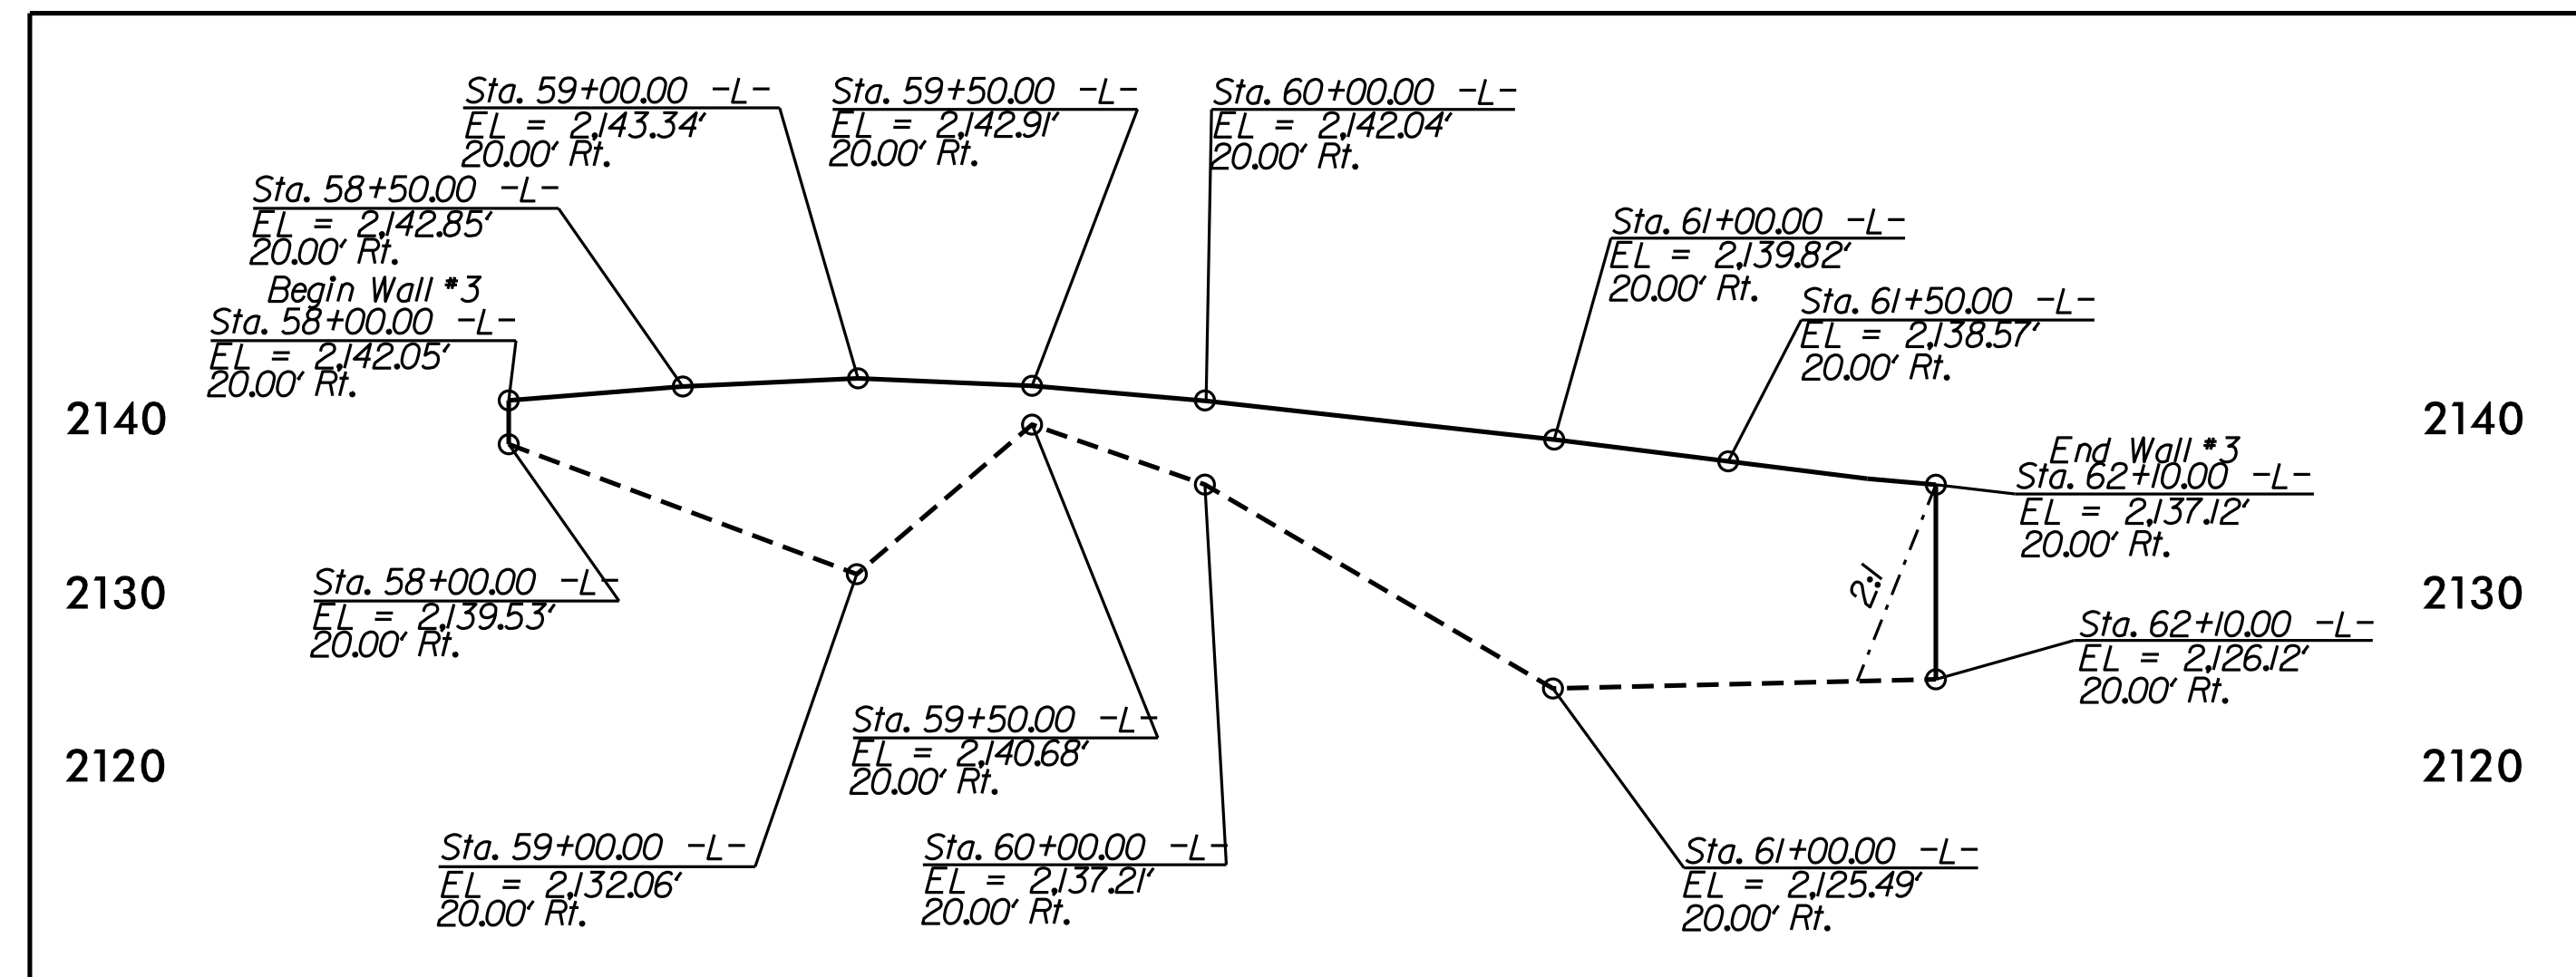 Sta. 59+00.00 -L-
EL = 2,143.34'
20.00' Rt.
Sta. 59+50.00 -L-
EL = 2,142.91'
20.00' Rt.
Sta. 60+00.00 -L-
EL = 2,142.04'
20.00' Rt.
Sta. 58+50.00 -L-
EL = 2,142.85'
20.00' Rt.
Begin Wall #3
Sta. 58+00.00 -L-
EL = 2,142.05'
20.00' Rt.
Sta. 61+00.00 -L-
EL = 2,139.82'
20.00' Rt.
Sta. 61+50.00 -L-
EL = 2,138.57'
20.00' Rt.
2140
2140
End Wall #3
Sta. 62+10.00 -L-
EL = 2,137.12'
20.00' Rt.
2:1
2130
2130
Sta. 58+00.00 -L-
EL = 2,139.53'
20.00' Rt.
Sta. 62+10.00 -L-
EL = 2,126.12'
20.00' Rt.
Sta. 59+50.00 -L-
EL = 2,140.68'
20.00' Rt.
2120
2120
Sta. 59+00.00 -L-
EL = 2,132.06'
20.00' Rt.
Sta. 60+00.00 -L-
EL = 2,137.21'
20.00' Rt.
Sta. 61+00.00 -L-
EL = 2,125.49'
20.00' Rt.